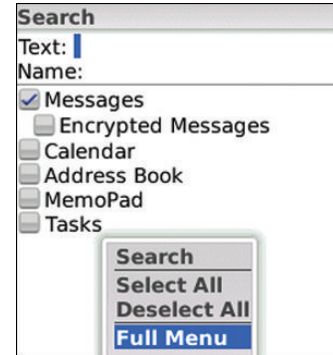 Search
Text:
Name:
Messages
Encrypted Messages
Calendar
Address Book
MemoPad
Tasks
Search
Select All
Deselect All
Full Menu